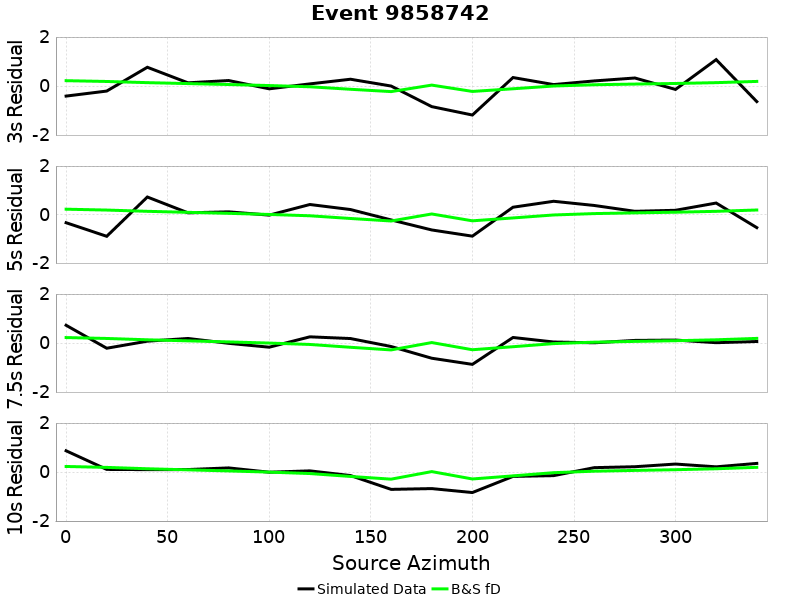 Event 9858742
3s Residual
2
0
-2
5s Residual
2
0
-2
7.5s Residual
2
0
-2
10s Residual
2
0
-2
0 50 100 150 200 250 300
Source Azimuth
Simulated Data B&S fD